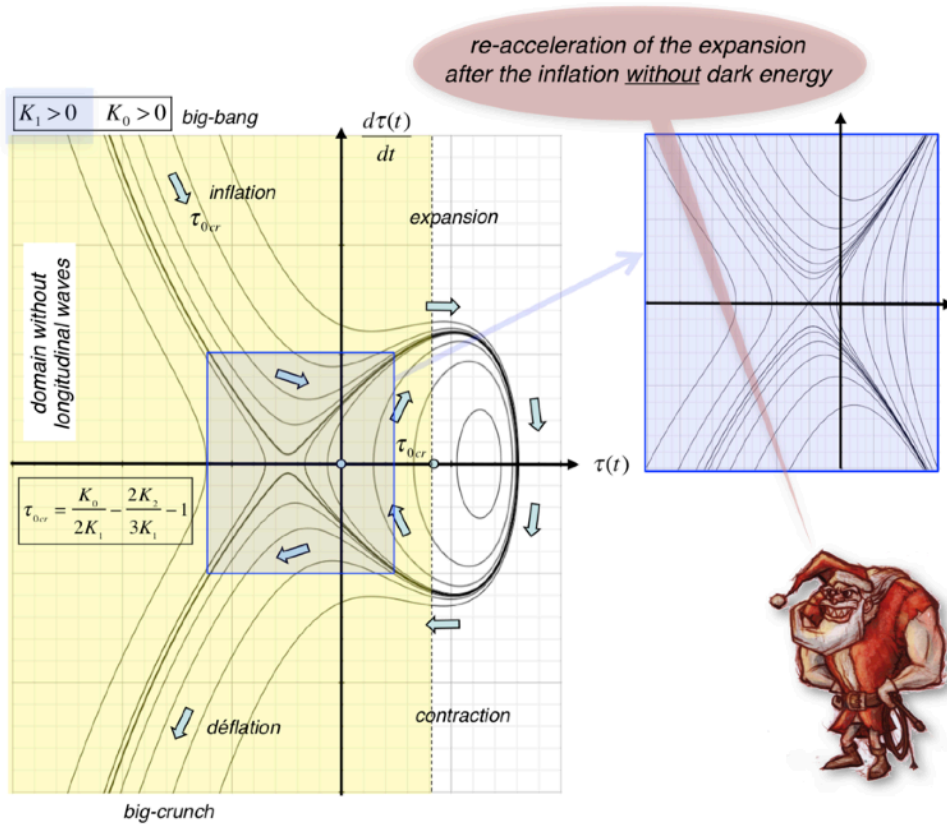 re-acceleration of the expansion
after the inflation without dark energy
K₁ > 0 K₀ > 0
big-bang
dτ(t)
dt
inflation
τ₀cr
expansion
domain without
longitudinal waves
τ₀cr
τ(t)
τ₀cr = K₀/2K₁ − 2K₂/3K₁ − 1
déflation
contraction
big-crunch